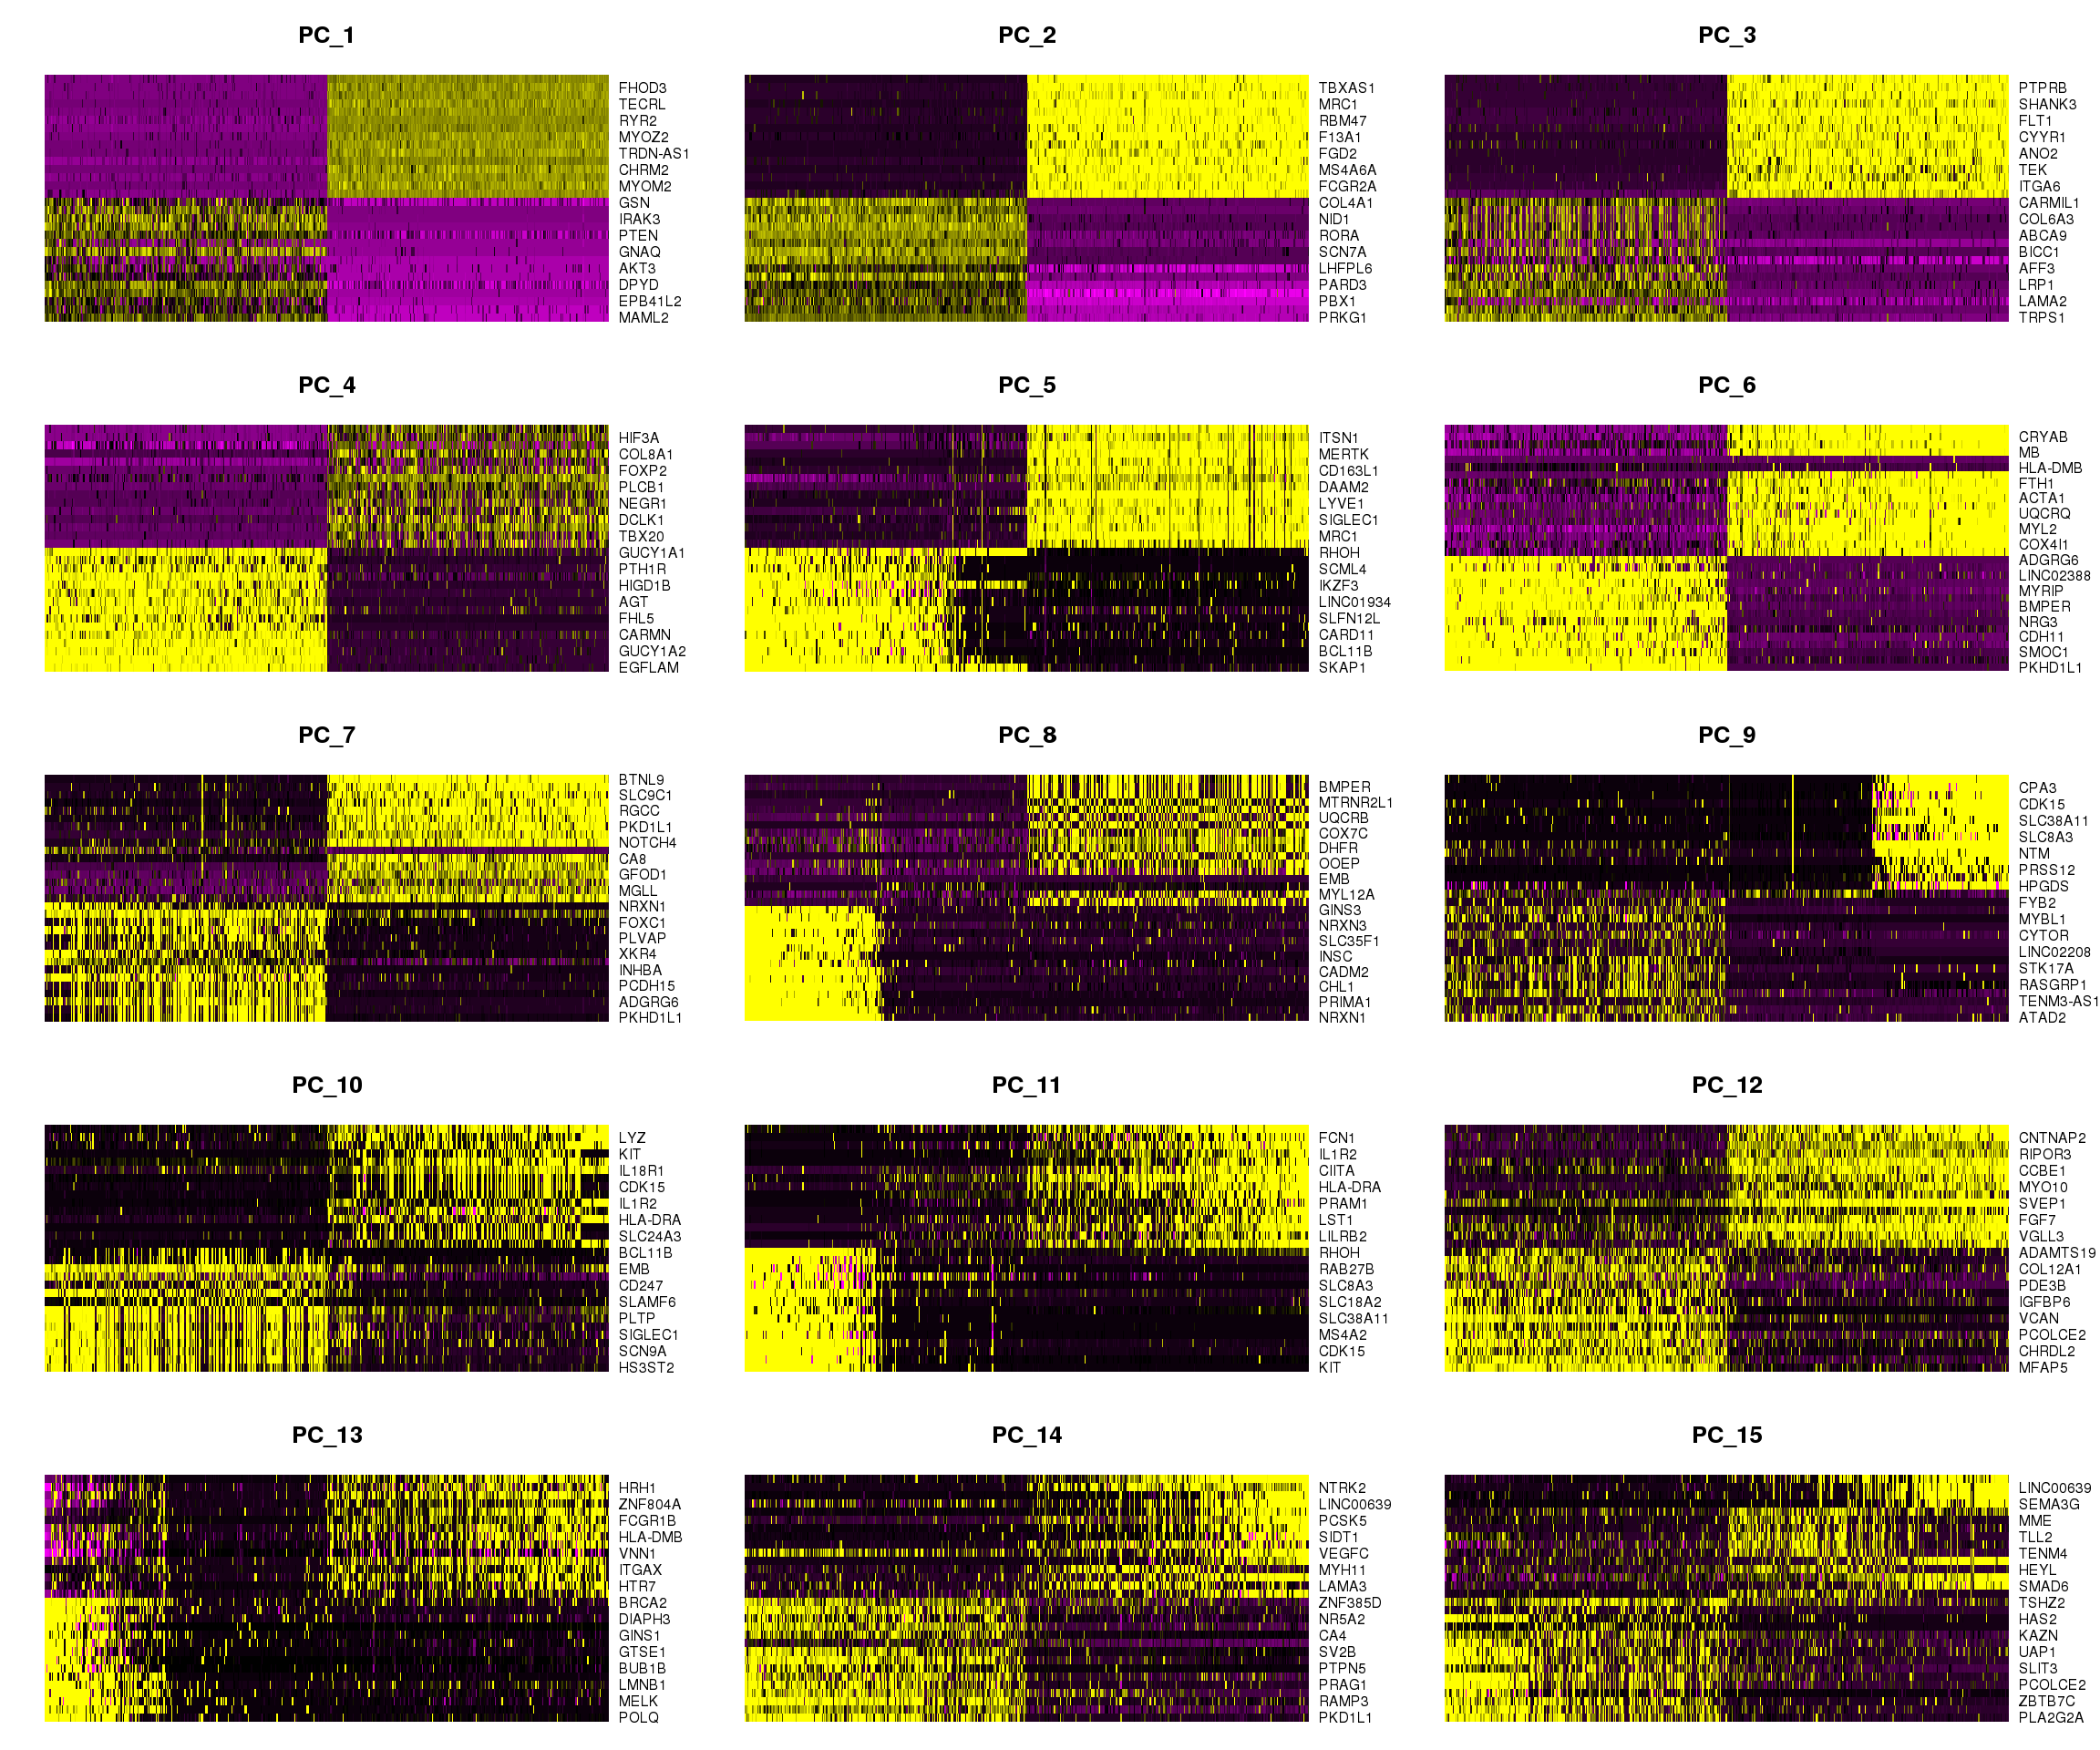 PC_1
FHOD3
TECRL
RYR2
MYOZ2
TRDN-AS1
CHRM2
MYOM2
GSN
IRAK3
PTEN
GNAQ
AKT3
DPYD
EPB41L2
MAML2
PC_2
TBXAS1
MRC1
RBM47
F13A1
FGD2
MS4A6A
FCGR2A
COL4A1
NID1
RORA
SCN7A
LHFPL6
PARD3
PBX1
PRKG1
PC_3
PTPRB
SHANK3
FLT1
CYYR1
ANO2
TEK
ITGA6
CARMIL1
COL6A3
ABCA9
BICC1
AFF3
LRP1
LAMA2
TRPS1
PC_4
HIF3A
COL8A1
FOXP2
PLCB1
NEGR1
DCLK1
TBX20
GUCY1A1
PTH1R
HIGD1B
AGT
FHL5
CARMN
GUCY1A2
EGFLAM
PC_5
ITSN1
MERTK
CD163L1
DAAM2
LYVE1
SIGLEC1
MRC1
RHOH
SCML4
IKZF3
LINC01934
SLFN12L
CARD11
BCL11B
SKAP1
PC_6
CRYAB
MB
HLA-DMB
FTH1
ACTA1
UQCRQ
MYL2
COX4I1
ADGRG6
LINC02388
MYRIP
BMPER
NRG3
CDH11
SMOC1
PKHD1L1
PC_7
BTNL9
SLC9C1
RGCC
PKD1L1
NOTCH4
CA8
GFOD1
MGLL
NRXN1
FOXC1
PLVAP
XKR4
INHBA
PCDH15
ADGRG6
PKHD1L1
PC_8
BMPER
MTRNR2L1
UQCRB
COX7C
DHFR
OOEP
EMB
MYL12A
GINS3
NRXN3
SLC35F1
INSC
CADM2
CHL1
PRIMA1
NRXN1
PC_9
CPA3
CDK15
SLC38A11
SLC8A3
NTM
PRSS12
HPGDS
FYB2
MYBL1
CYTOR
LINC02208
STK17A
RASGRP1
TENM3-AS1
ATAD2
PC_10
LYZ
KIT
IL18R1
CDK15
IL1R2
HLA-DRA
SLC24A3
BCL11B
EMB
CD247
SLAMF6
PLTP
SIGLEC1
SCN9A
HS3ST2
PC_11
FCN1
IL1R2
CIITA
HLA-DRA
PRAM1
LST1
LILRB2
RHOH
RAB27B
SLC8A3
SLC18A2
SLC38A11
MS4A2
CDK15
KIT
PC_12
CNTNAP2
RIPOR3
CCBE1
MYO10
SVEP1
FGF7
VGLL3
ADAMTS19
COL12A1
PDE3B
IGFBP6
VCAN
PCOLCE2
CHRDL2
MFAP5
PC_13
HRH1
ZNF804A
FCGR1B
HLA-DMB
VNN1
ITGAX
HTR7
BRCA2
DIAPH3
GINS1
GTSE1
BUB1B
LMNB1
MELK
POLQ
PC_14
NTRK2
LINC00639
PCSK5
SIDT1
VEGFC
MYH11
LAMA3
ZNF385D
NR5A2
CA4
SV2B
PTPN5
PRAG1
RAMP3
PKD1L1
PC_15
LINC00639
SEMA3G
MME
TLL2
TENM4
HEYL
SMAD6
TSHZ2
HAS2
KAZN
UAP1
SLIT3
PCOLCE2
ZBTB7C
PLA2G2A